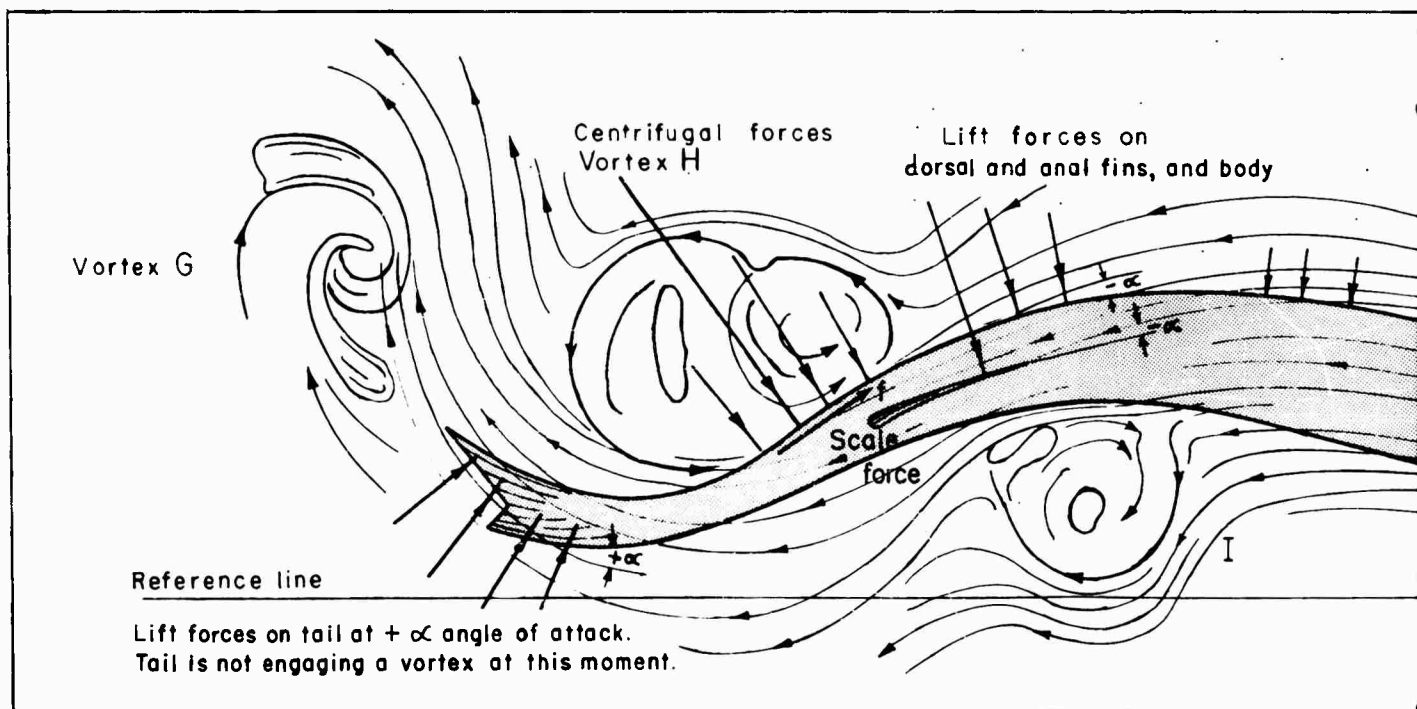 Centrifugal forces
Vortex H
Lift forces on
dorsal and anal fins, and body
Vortex G
-α
-α
f
Scale
force
+α
I
Reference line
Lift forces on tail at + α angle of attack.
Tail is not engaging a vortex at this moment.